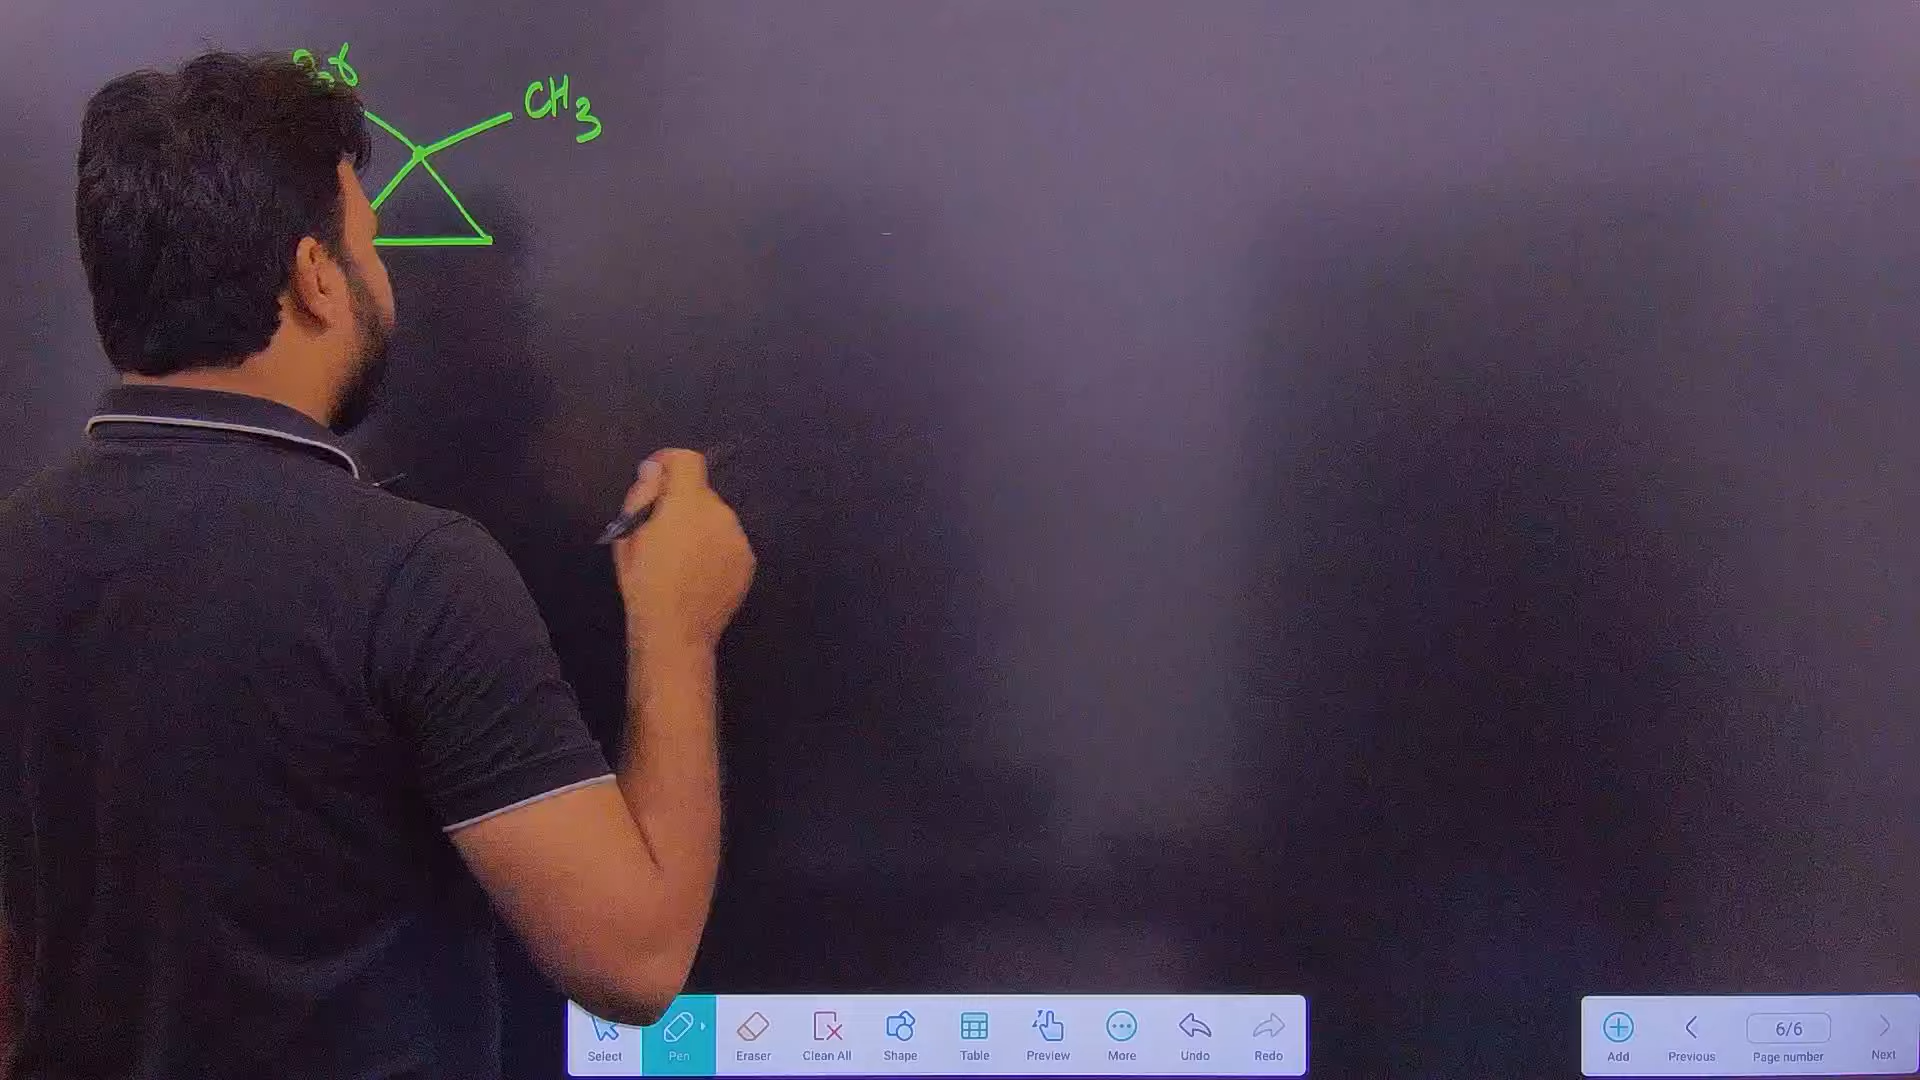 Br
CH3
Select Pen Eraser Clean All Shape Table Preview More Undo Redo
6/6
Add Previous Page number Next